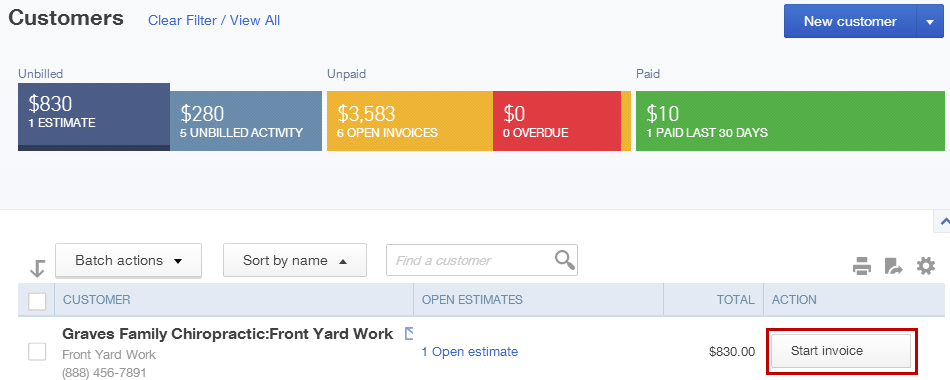 Customers Clear Filter / View All New customer
Unbilled Unpaid Paid
$830 $280 $3,583 $0 $10
1 ESTIMATE 5 UNBILLED ACTIVITY 6 OPEN INVOICES 0 OVERDUE 1 PAID LAST 30 DAYS
Batch actions Sort by name Find a customer
CUSTOMER OPEN ESTIMATES TOTAL ACTION
Graves Family Chiropractic:Front Yard Work
1 Open estimate $830.00 Start invoice
Front Yard Work
(888) 456-7891